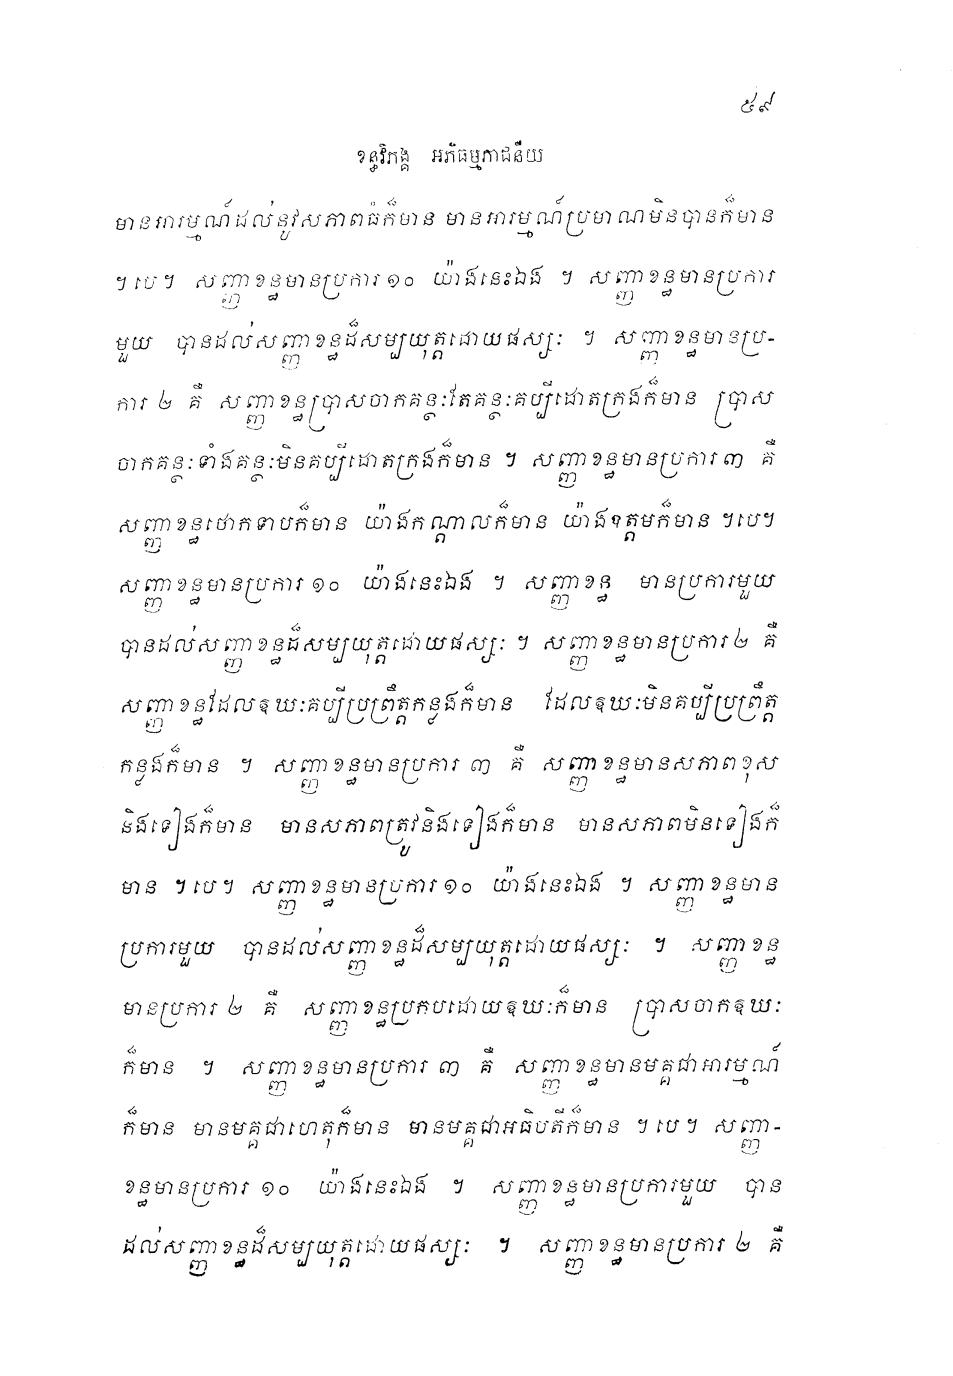 ៥៩
ខន្ធវិភង្គ អភិធម្មភាជនីយ
មានអារម្មណ៍ដល់នូវសភាពធំក៏មាន មានអារម្មណ៍ប្រមាណមិនបានក៏មាន
។បេ។ សញ្ញាខន្ធមានប្រការ១០ យ៉ាងនេះឯង ។ សញ្ញាខន្ធមានប្រការ
មួយ បានដល់សញ្ញាខន្ធដ៏សម្បយុត្តដោយផស្សៈ ។ សញ្ញាខន្ធមានប្រ-
ការ ២ គឺ សញ្ញាខន្ធប្រាសចាកគន្ថៈតែគន្ថៈគប្បីដោតក្រងក៏មាន ប្រាស
ចាកគន្ថៈទាំងគន្ថៈមិនគប្បីដោតក្រងក៏មាន ។ សញ្ញាខន្ធមានប្រការ៣ គឺ
សញ្ញាខន្ធថោកទាបក៏មាន យ៉ាងកណ្តាលក៏មាន យ៉ាងឧត្តមក៏មាន ។បេ។
សញ្ញាខន្ធមានប្រការ ១០ យ៉ាងនេះឯង ។ សញ្ញាខន្ធ មានប្រការមួយ
បានដល់សញ្ញាខន្ធដ៏សម្បយុត្តដោយផស្សៈ ។ សញ្ញាខន្ធមានប្រការ២ គឺ
សញ្ញាខន្ធដែលឱឃៈគប្បីប្រព្រឹត្តកន្លងក៏មាន ដែលឱឃៈមិនគប្បីប្រព្រឹត្ត
កន្លងក៏មាន ។ សញ្ញាខន្ធមានប្រការ ៣ គឺ សញ្ញាខន្ធមានសភាពខុស
និងទៀងក៏មាន មានសភាពត្រូវនិងទៀងក៏មាន មានសភាពមិនទៀងក៏
មាន ។បេ។ សញ្ញាខន្ធមានប្រការ១០ យ៉ាងនេះឯង ។ សញ្ញាខន្ធមាន
ប្រការមួយ បានដល់សញ្ញាខន្ធដ៏សម្បយុត្តដោយផស្សៈ ។ សញ្ញាខន្ធ
មានប្រការ ២ គឺ សញ្ញាខន្ធប្រកបដោយឱឃៈក៏មាន ប្រាសចាកឱឃៈ
ក៏មាន ។ សញ្ញាខន្ធមានប្រការ ៣ គឺ សញ្ញាខន្ធមានមគ្គជាអារម្មណ៍
ក៏មាន មានមគ្គជាហេតុក៏មាន មានមគ្គជាអធិបតីក៏មាន ។បេ។ សញ្ញា-
ខន្ធមានប្រការ ១០ យ៉ាងនេះឯង ។ សញ្ញាខន្ធមានប្រការមួយ បាន
ដល់សញ្ញាខន្ធដ៏សម្បយុត្តដោយផស្សៈ ។ សញ្ញាខន្ធមានប្រការ ២ គឺ